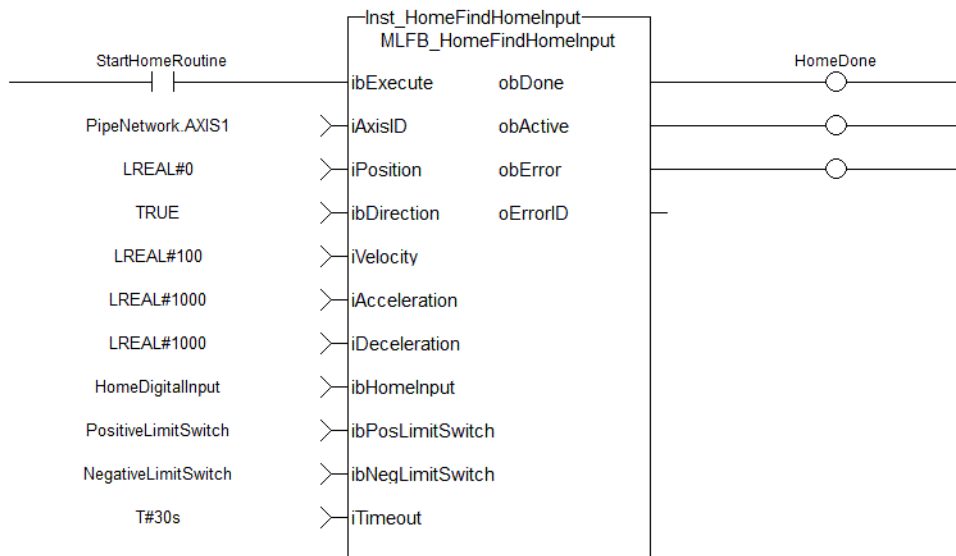 Inst_HomeFindHomeInput
MLFB_HomeFindHomeInput
StartHomeRoutine
HomeDone
ibExecute obDone
PipeNetwork.AXIS1 iAxisID obActive
LREAL#0 iPosition obError
TRUE ibDirection oErrorID
LREAL#100 iVelocity
LREAL#1000 iAcceleration
LREAL#1000 iDeceleration
HomeDigitalInput ibHomeInput
PositiveLimitSwitch ibPosLimitSwitch
NegativeLimitSwitch ibNegLimitSwitch
T#30s iTimeout